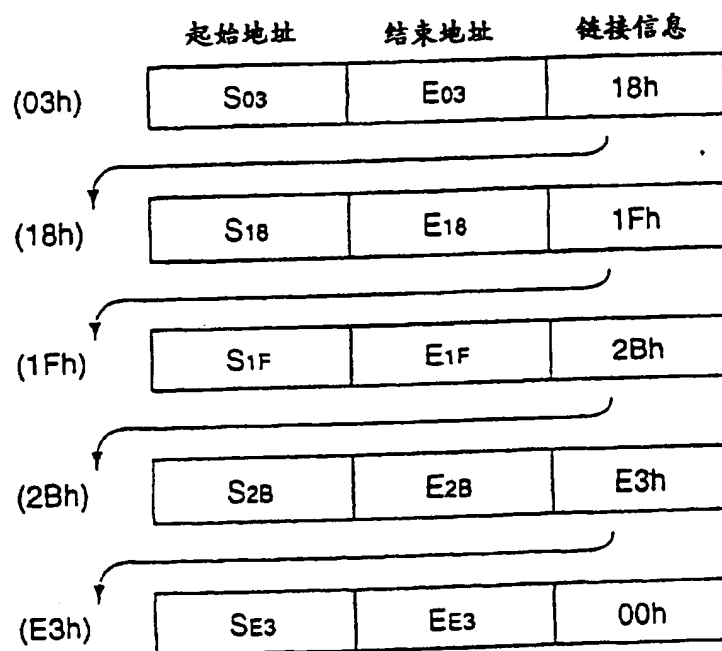 起始地址 结束地址 链接信息
(03h) S03 E03 18h
(18h) S18 E18 1Fh
(1Fh) S1F E1F 2Bh
(2Bh) S2B E2B E3h
(E3h) SE3 EE3 00h